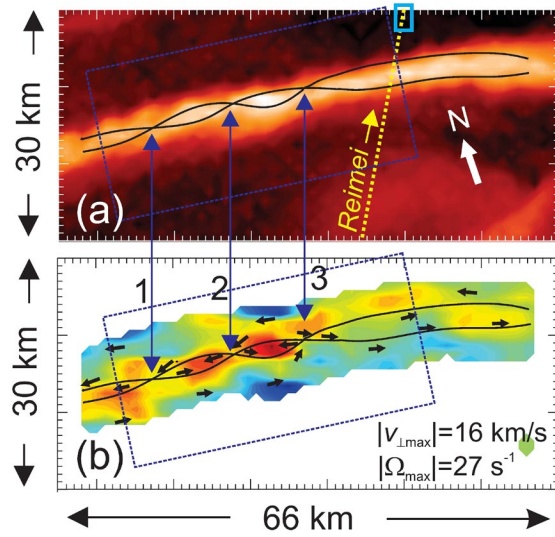 30 km
(a)
Reimei
N
30 km
1
2
3
(b)
|v⊥max|=16 km/s
|Ωmax|=27 s⁻¹
66 km